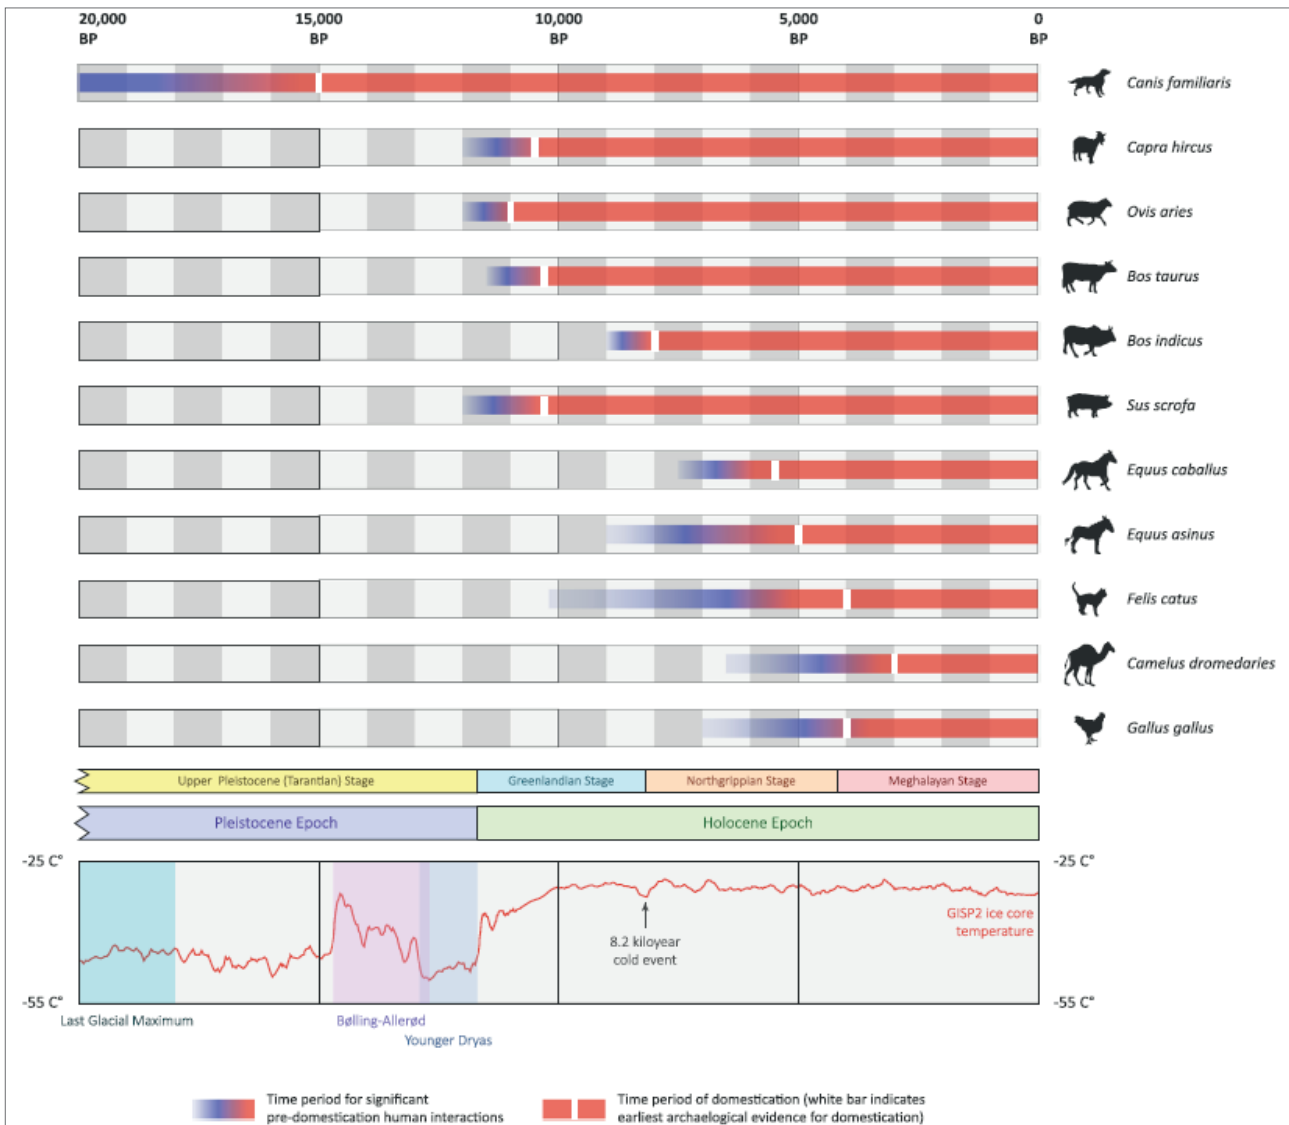 20,000 BP
15,000 BP
10,000 BP
5,000 BP
0 BP
Canis familiaris
Capra hircus
Ovis aries
Bos taurus
Bos indicus
Sus scrofa
Equus caballus
Equus asinus
Felis catus
Camelus dromedaries
Gallus gallus
Upper Pleistocene (Tarantian) Stage
Greenlandian Stage
Northgrippian Stage
Meghalayan Stage
Pleistocene Epoch
Holocene Epoch
-25 C°
-25 C°
GISP2 ice core
temperature
8.2 kiloyear
cold event
-55 C°
-55 C°
Last Glacial Maximum
Bølling-Allerød
Younger Dryas
Time period for significant
pre-domestication human interactions
Time period of domestication (white bar indicates
earliest archaelogical evidence for domestication)